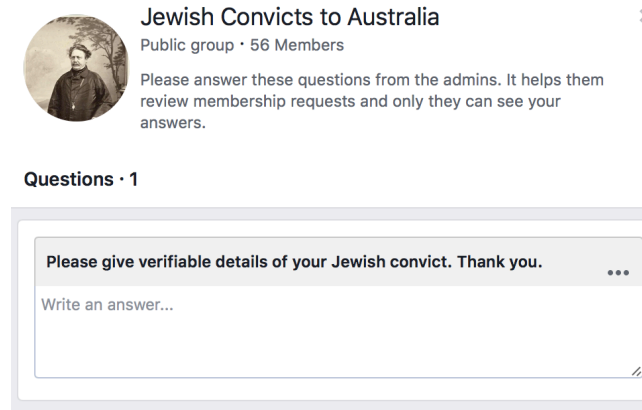 Jewish Convicts to Australia
Public group · 56 Members
Please answer these questions from the admins. It helps them
review membership requests and only they can see your
answers.
Questions · 1
Please give verifiable details of your Jewish convict. Thank you.
Write an answer...